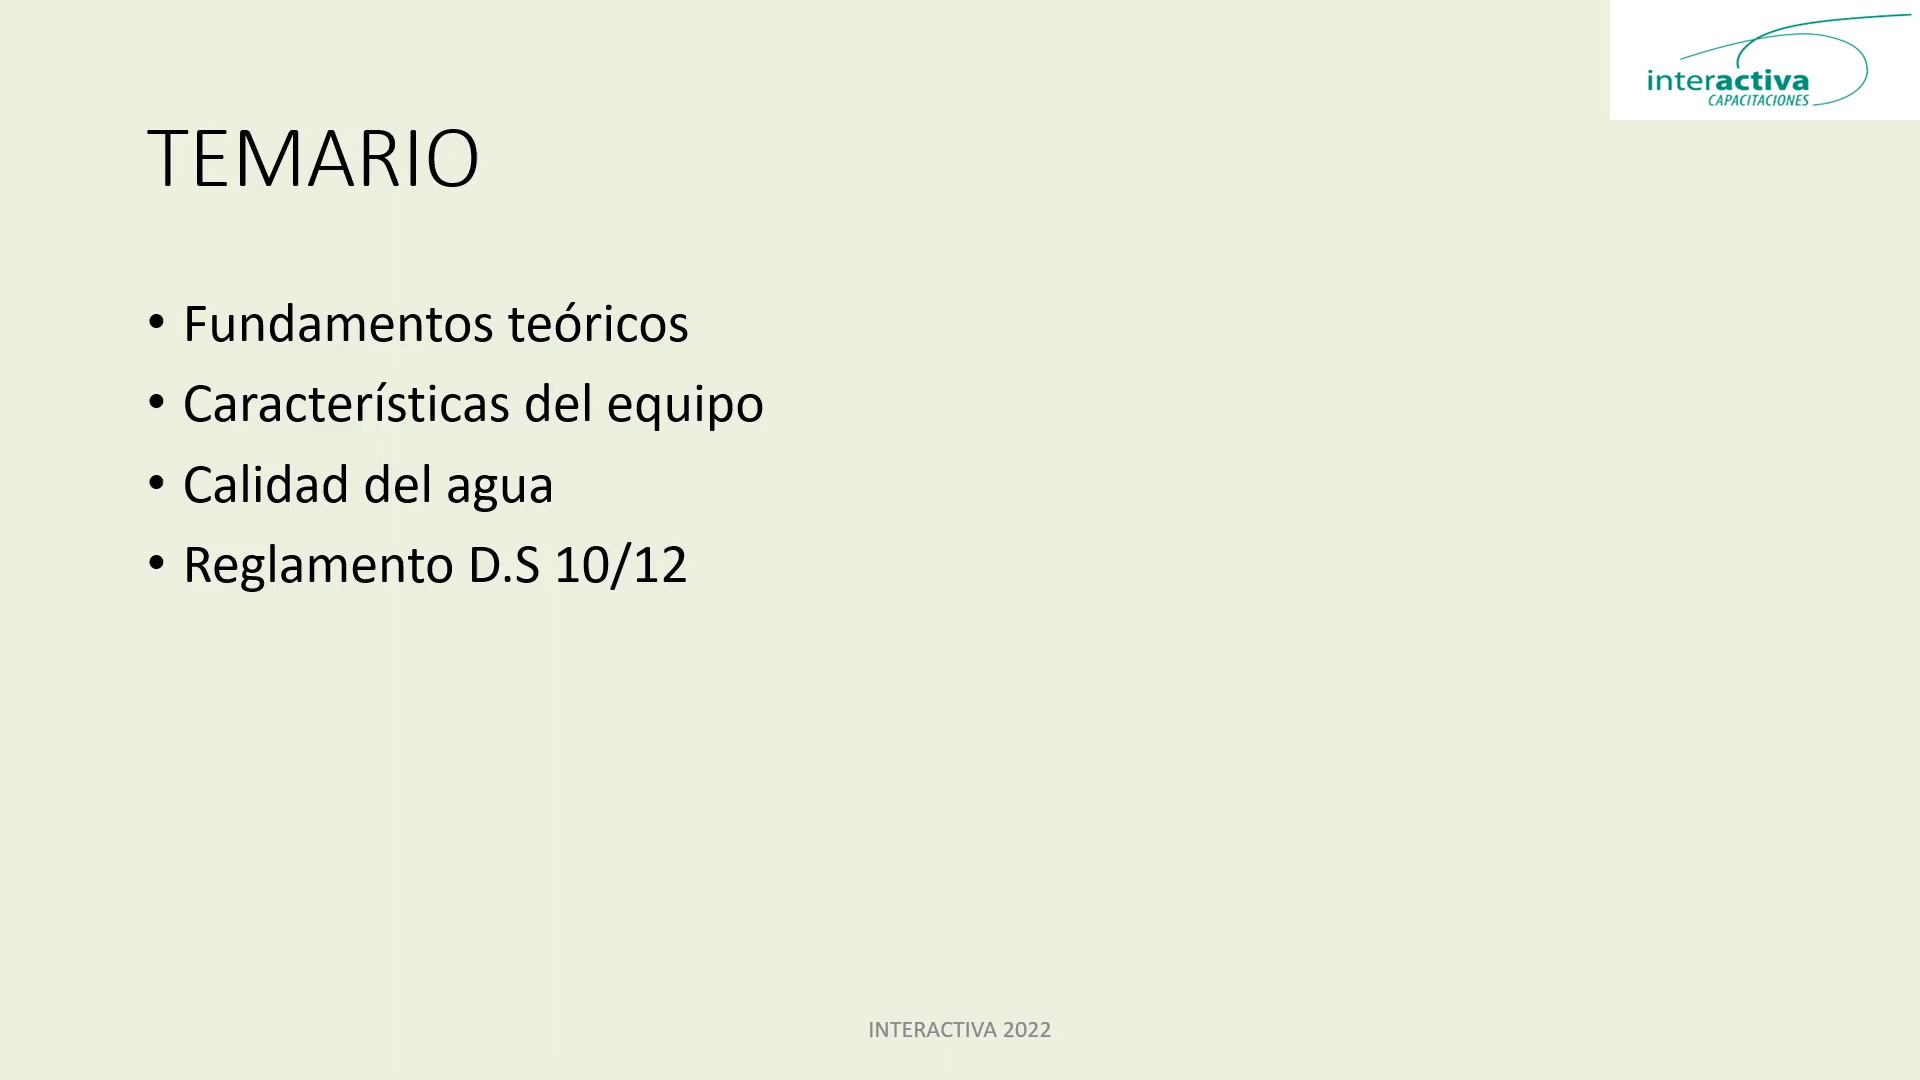 interactiva
CAPACITACIONES
TEMARIO
• Fundamentos teóricos
• Características del equipo
• Calidad del agua
• Reglamento D.S 10/12
INTERACTIVA 2022